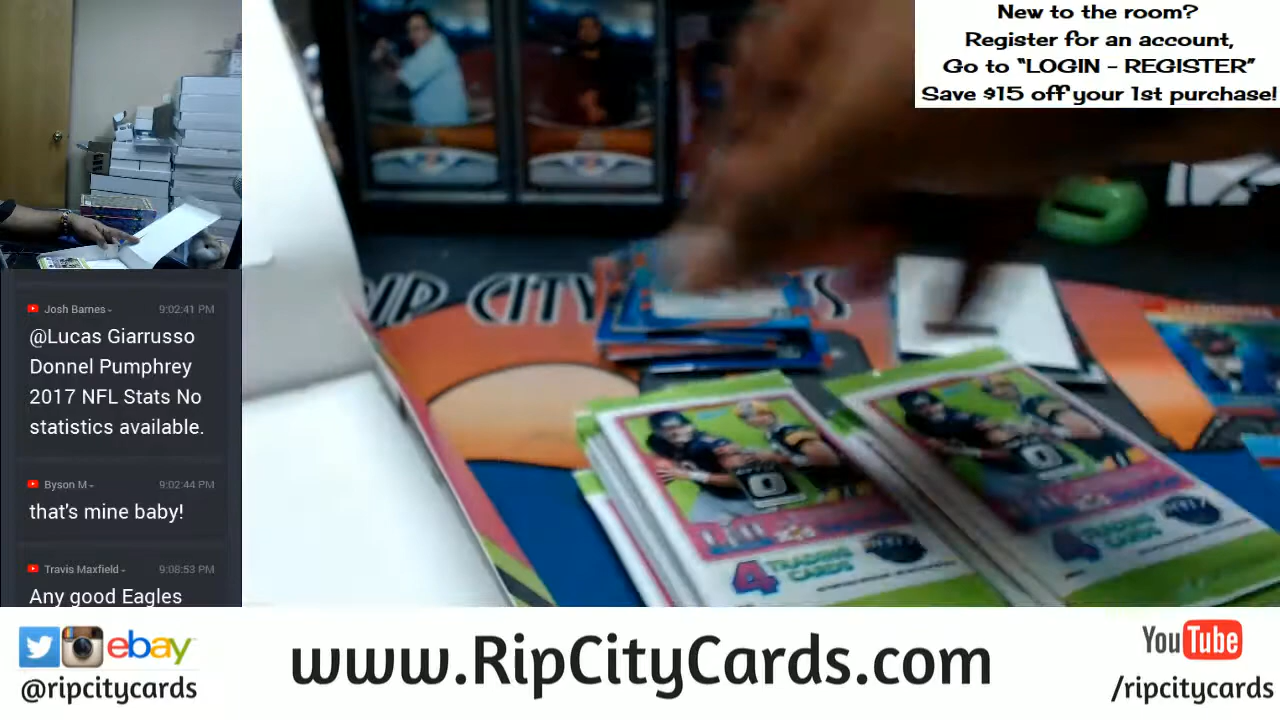 New to the room?
Register for an account,
Go to "LOGIN - REGISTER"
Save $15 off your 1st purchase!
RIP CITY
Josh Barnes
9:02:41 PM
@Lucas Giarrusso
Donnel Pumphrey
2017 NFL Stats No
statistics available.
Byson M
9:02:44 PM
that's mine baby!
Travis Maxfield
9:08:53 PM
Any good Eagles
4 TRADING CARDS
4 TRADING CARDS
ebay
@ripcitycards
www.RipCityCards.com
YouTube
/ripcitycards